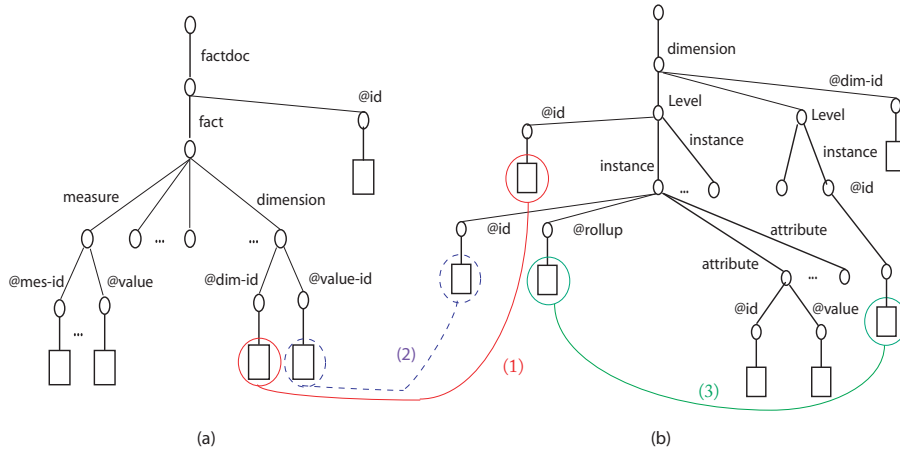 factdoc
@id
fact
measure
dimension
...
...
@mes-id
@value
@dim-id
@value-id
...
(a)
dimension
@dim-id
@id
Level
Level
instance
instance
instance
@id
...
@id
@rollup
attribute
attribute
...
@id
@value
(1)
(2)
(3)
(b)